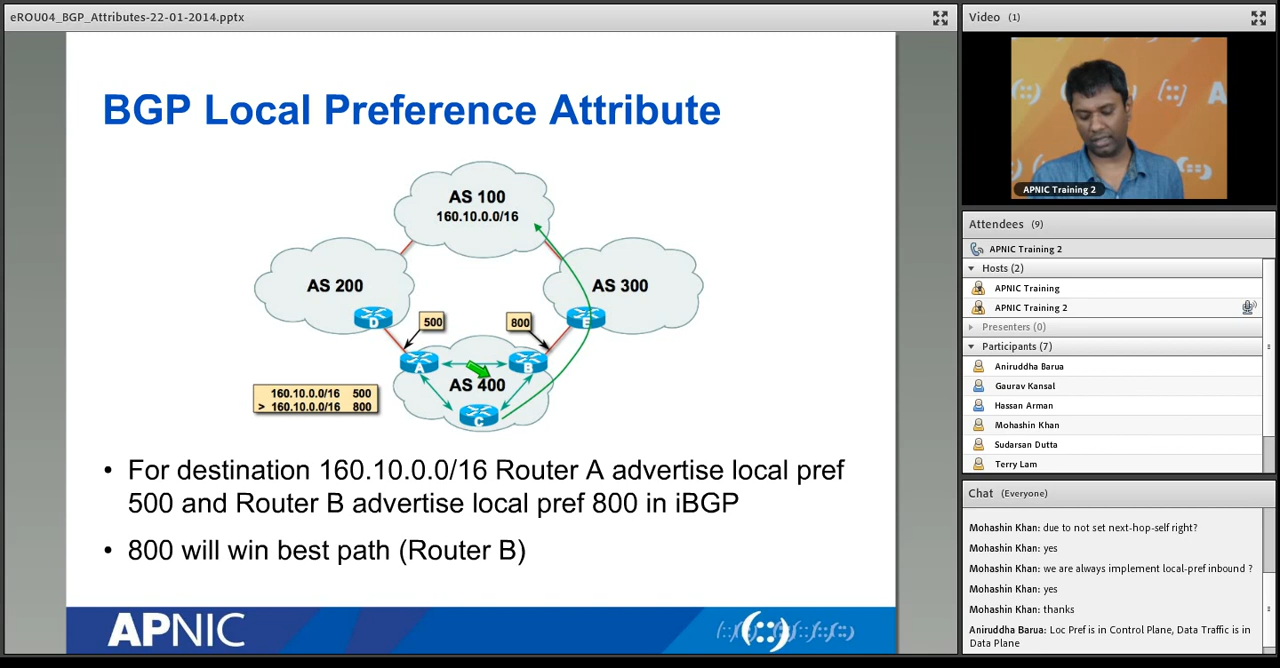 eROU04_BGP_Attributes-22-01-2014.pptx
BGP Local Preference Attribute
AS 100
160.10.0.0/16
AS 200
AS 300
D
500
800
E
A
B
AS 400
C
160.10.0.0/16 500
> 160.10.0.0/16 800
• For destination 160.10.0.0/16 Router A advertise local pref
500 and Router B advertise local pref 800 in iBGP
• 800 will win best path (Router B)
APNIC
Video (1)
APNIC Training 2
Attendees (9)
APNIC Training 2
Hosts (2)
APNIC Training
APNIC Training 2
Presenters (0)
Participants (7)
Aniruddha Barua
Gaurav Kansal
Hassan Arman
Mohashin Khan
Sudarsan Dutta
Terry Lam
Chat (Everyone)
Mohashin Khan: due to not set next-hop-self right?
Mohashin Khan: yes
Mohashin Khan: we are always implement local-pref inbound ?
Mohashin Khan: yes
Mohashin Khan: thanks
Aniruddha Barua: Loc Pref is in Control Plane, Data Traffic is in
Data Plane